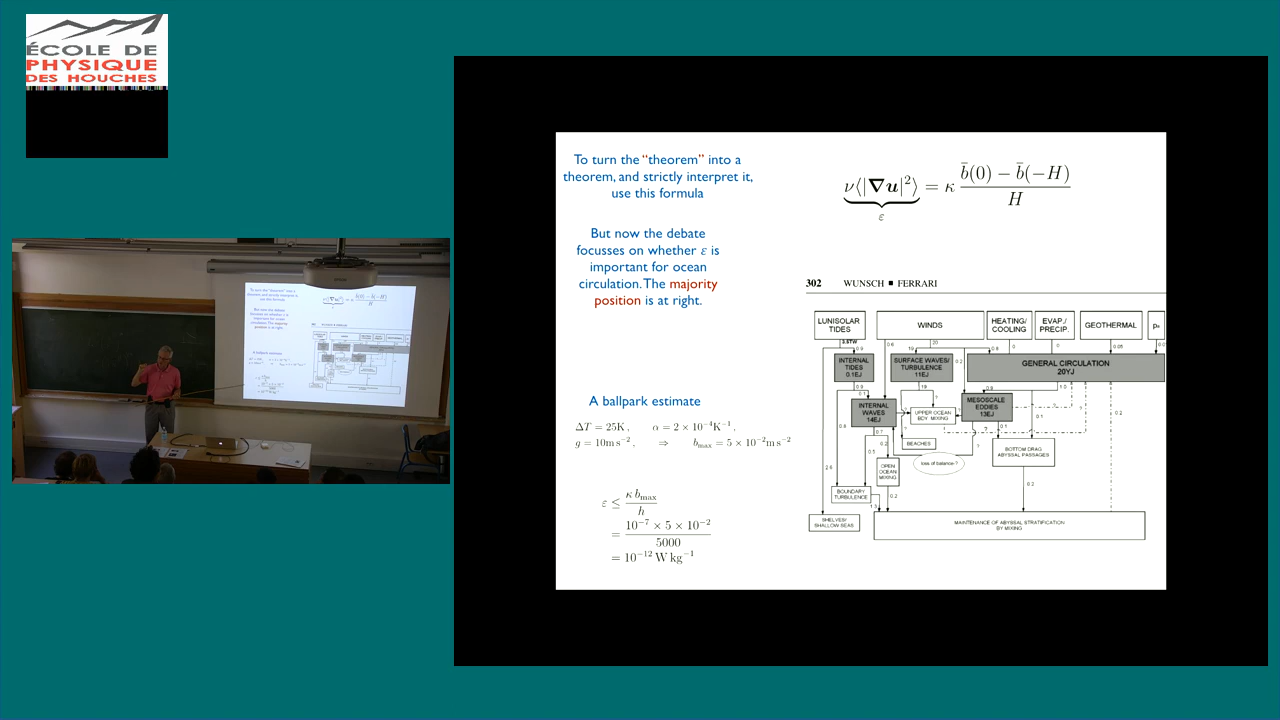 ÉCOLE DE
PHYSIQUE
DES HOUCHES
To turn the “theorem” into a
theorem, and strictly interpret it,
use this formula
ν⟨|∇u|²⟩ = κ (b̄(0) − b̄(−H)) / H
ε
But now the debate
focusses on whether ε is
important for ocean
circulation. The majority
position is at right.
A ballpark estimate
ΔT = 25K , α = 2 × 10⁻⁴K⁻¹ ,
g = 10m s⁻² , ⇒ b_max = 5 × 10⁻²m s⁻²
ε ≤ κ b_max / h
= 10⁻⁷ × 5 × 10⁻² / 5000
= 10⁻¹² W kg⁻¹
302 WUNSCH ■ FERRARI
LUNISOLAR
TIDES
WINDS
HEATING/
COOLING
EVAP./
PRECIP.
GEOTHERMAL
3.5TW
INTERNAL
TIDES
0.1EJ
SURFACE WAVES/
TURBULENCE
11EJ
GENERAL CIRCULATION
20YJ
INTERNAL
WAVES
14EJ
UPPER OCEAN
BDY MIXING
MESOSCALE
EDDIES
13EJ
BEACHES
loss of balance?
OPEN
OCEAN
MIXING
BOTTOM DRAG
ABYSSAL PASSAGES
BOUNDARY
TURBULENCE
SHELVES/
SHALLOW SEAS
MAINTENANCE OF ABYSSAL STRATIFICATION
BY MIXING